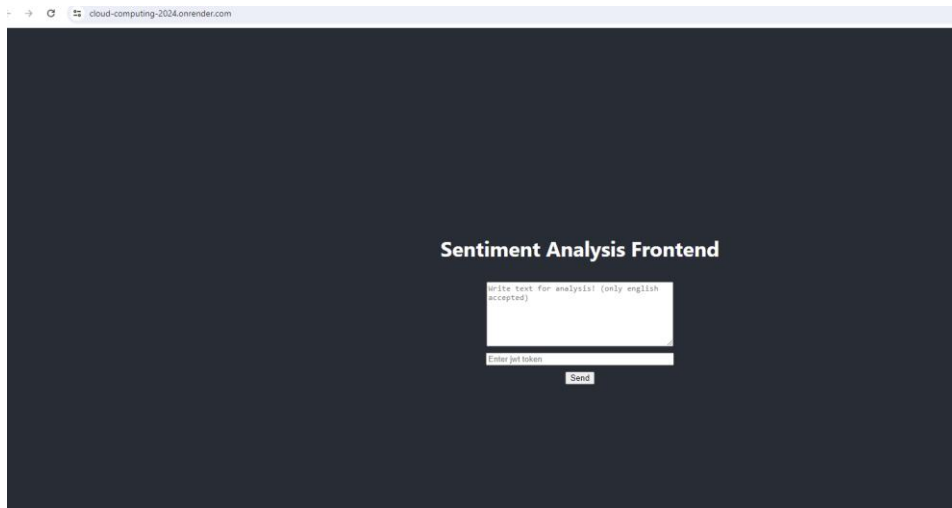 cloud-computing-2024.onrender.com
Sentiment Analysis Frontend
Write text for analysis! (only english
accepted)
Enter jwt token
Send